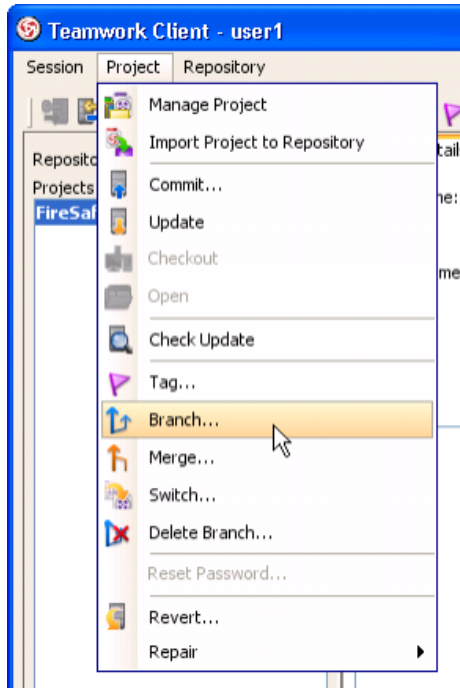 Teamwork Client - user1
Session Project Repository
Manage Project
Import Project to Repository
Commit...
Update
Checkout
Open
Check Update
Tag...
Branch...
Merge...
Switch...
Delete Branch...
Reset Password...
Revert...
Repair
Projects